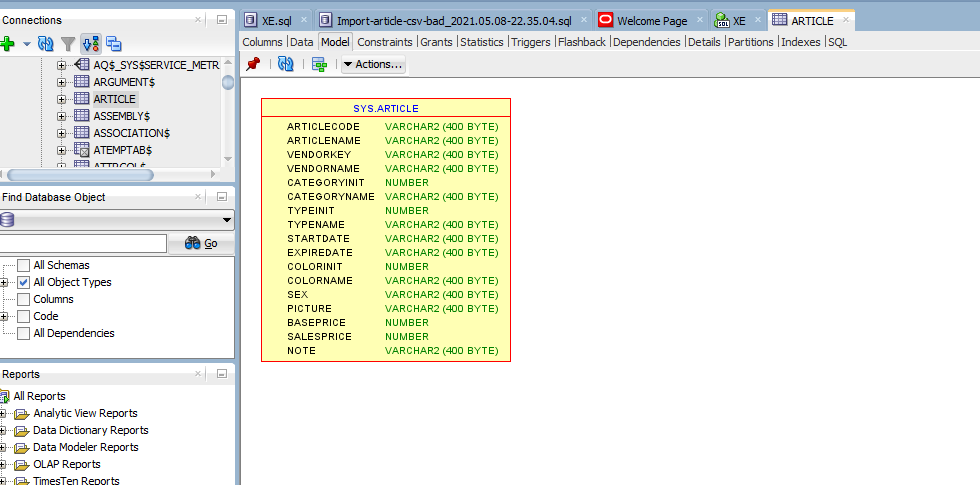 Connections
AQ$_SYS$SERVICE_METR
ARGUMENT$
ARTICLE
ASSEMBLY$
ASSOCIATION$
ATEMPTAB$
Find Database Object
Go
All Schemas
All Object Types
Columns
Code
All Dependencies
Reports
All Reports
Analytic View Reports
Data Dictionary Reports
Data Modeler Reports
OLAP Reports
TimesTen Reports
XE.sql
Import-article-csv-bad_2021.05.08-22.35.04.sql
Welcome Page
XE
ARTICLE
Columns Data Model Constraints Grants Statistics Triggers Flashback Dependencies Details Partitions Indexes SQL
Actions...
SYS.ARTICLE
ARTICLECODE VARCHAR2 (400 BYTE)
ARTICLENAME VARCHAR2 (400 BYTE)
VENDORKEY VARCHAR2 (400 BYTE)
VENDORNAME VARCHAR2 (400 BYTE)
CATEGORYINIT NUMBER
CATEGORYNAME VARCHAR2 (400 BYTE)
TYPEINIT NUMBER
TYPENAME VARCHAR2 (400 BYTE)
STARTDATE VARCHAR2 (400 BYTE)
EXPIREDATE VARCHAR2 (400 BYTE)
COLORINIT NUMBER
COLORNAME VARCHAR2 (400 BYTE)
SEX VARCHAR2 (400 BYTE)
PICTURE VARCHAR2 (400 BYTE)
BASEPRICE NUMBER
SALESPRICE NUMBER
NOTE VARCHAR2 (400 BYTE)